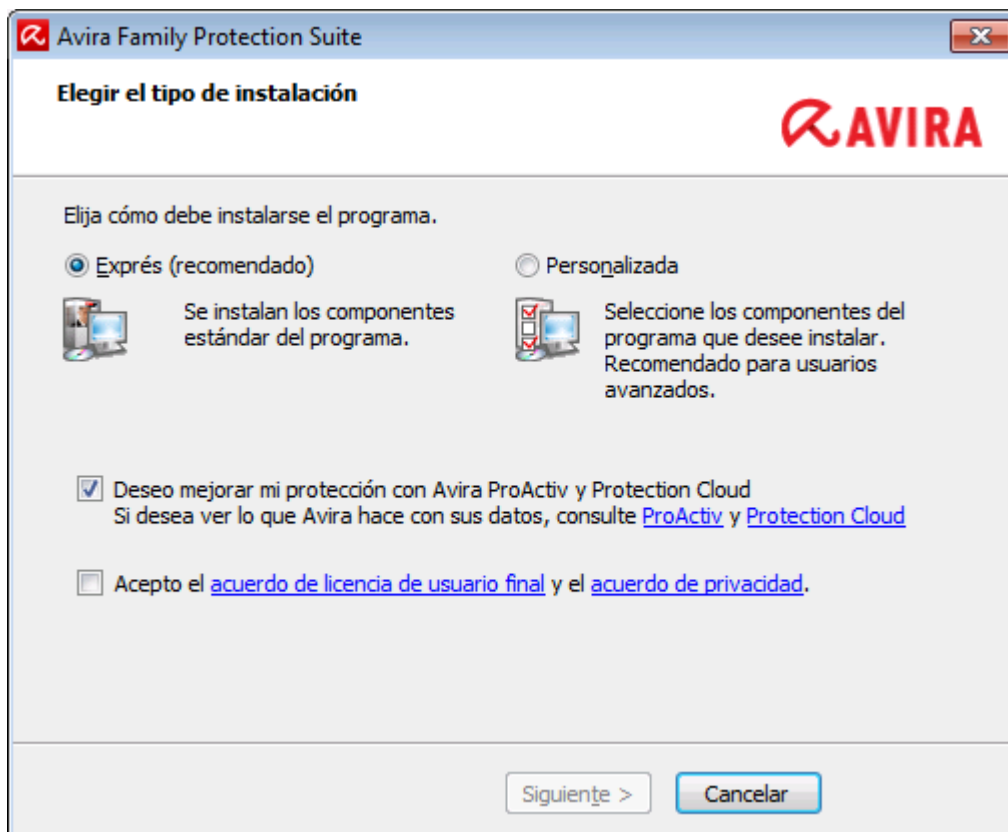 Avira Family Protection Suite
Elegir el tipo de instalación
AVIRA
Elija cómo debe instalarse el programa.
Exprés (recomendado)
Se instalan los componentes
estándar del programa.
Personalizada
Seleccione los componentes del
programa que desee instalar.
Recomendado para usuarios
avanzados.
Deseo mejorar mi protección con Avira ProActiv y Protection Cloud
Si desea ver lo que Avira hace con sus datos, consulte ProActiv y Protection Cloud
Acepto el acuerdo de licencia de usuario final y el acuerdo de privacidad.
Siguiente >
Cancelar